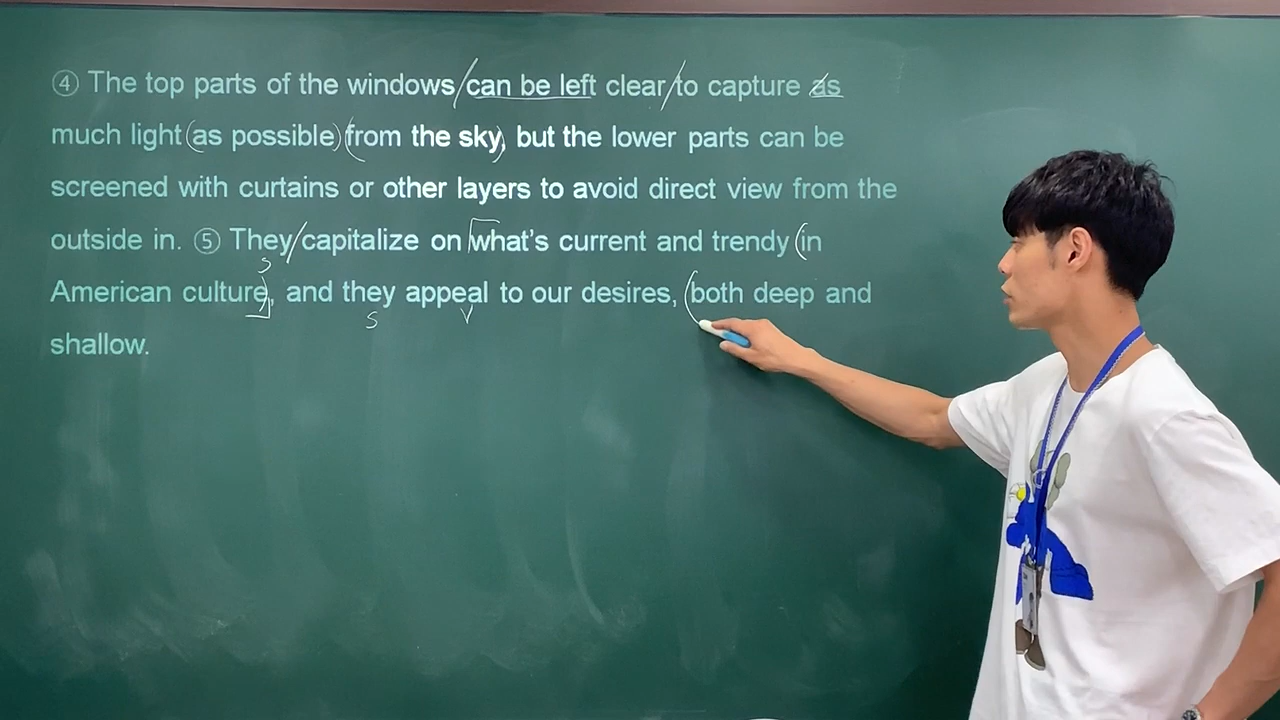 ④ The top parts of the windows/can be left clear/to capture as
much light(as possible)(from the sky), but the lower parts can be
screened with curtains or other layers to avoid direct view from the
outside in. ⑤ They/capitalize on [what's current and trendy (in
s
American culture)], and they appeal to our desires, (both deep and
s v
shallow.